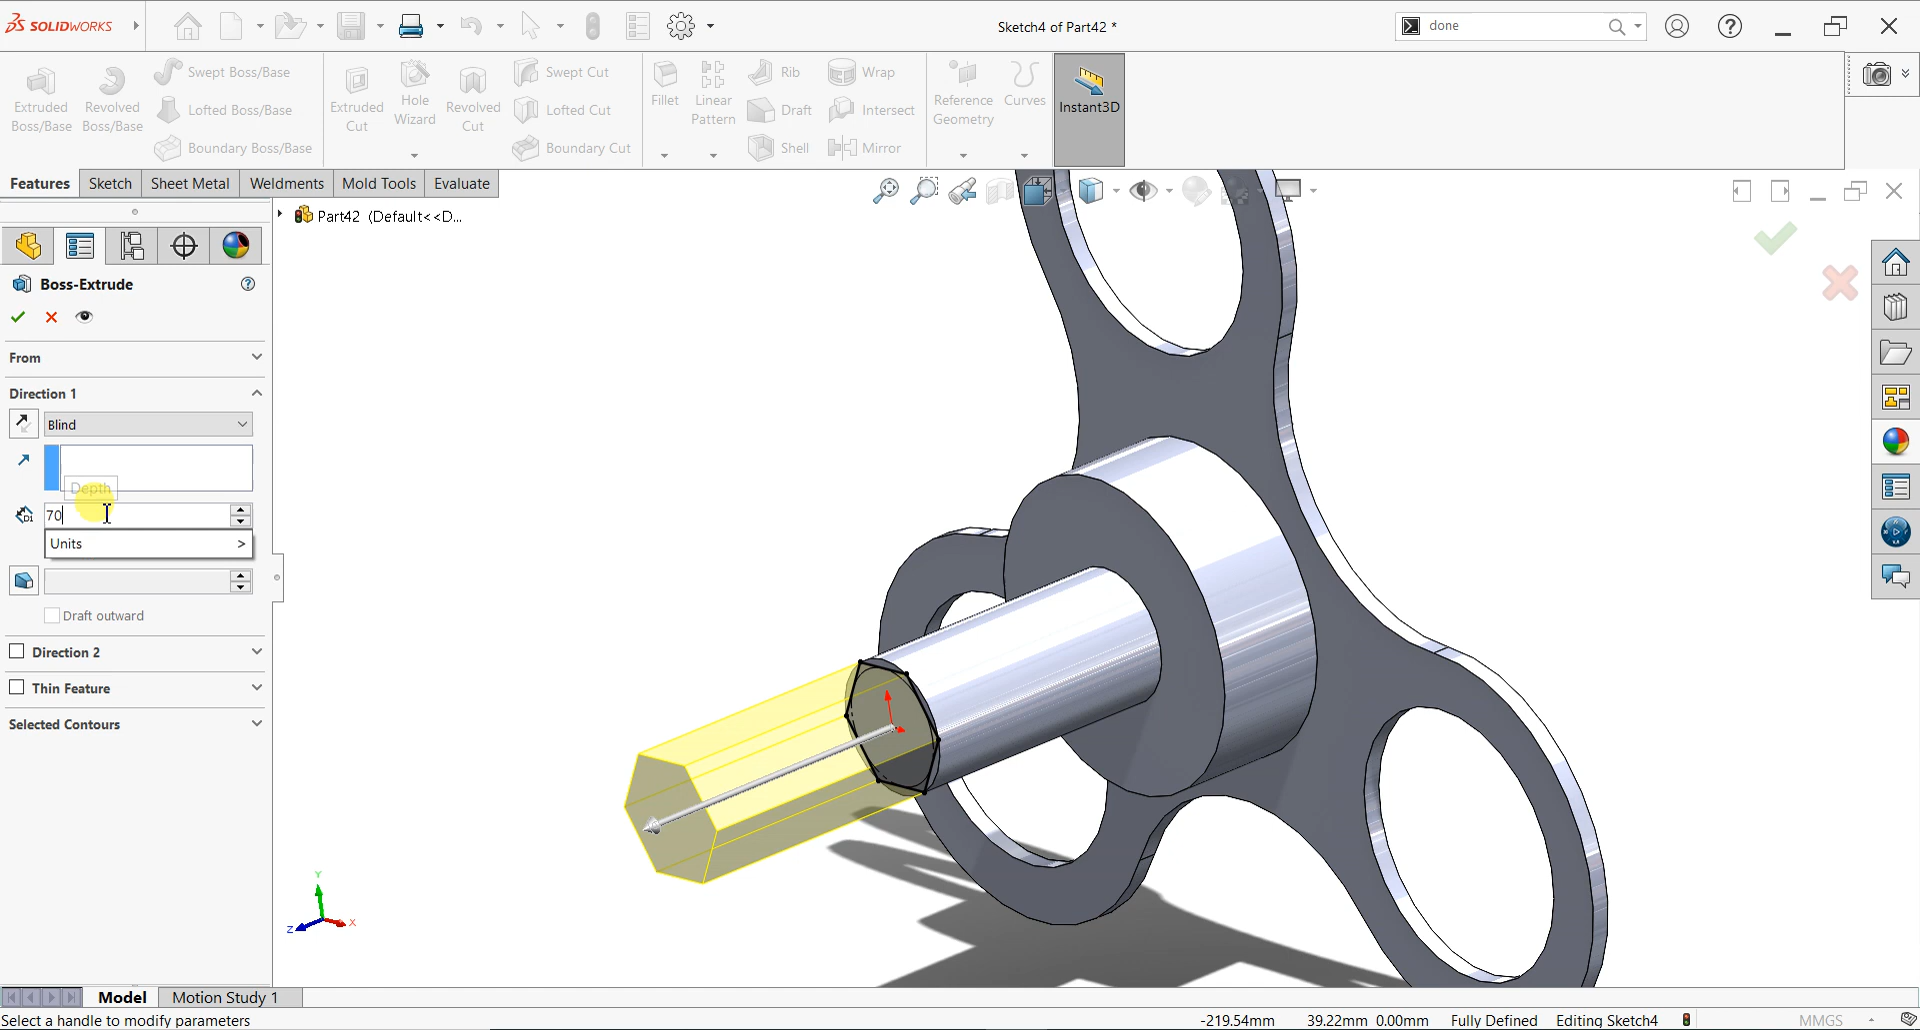 SOLIDWORKS
Sketch4 of Part42 *
done
Extruded Boss/Base
Revolved Boss/Base
Swept Boss/Base
Lofted Boss/Base
Boundary Boss/Base
Extruded Cut
Hole Wizard
Revolved Cut
Swept Cut
Lofted Cut
Boundary Cut
Fillet
Linear Pattern
Rib
Draft
Shell
Wrap
Intersect
Mirror
Reference Geometry
Curves
Instant3D
Features
Sketch
Sheet Metal
Weldments
Mold Tools
Evaluate
Part42 (Default<<D...
Boss-Extrude
From
Direction 1
Blind
Depth
D1
70
Units >
Draft outward
Direction 2
Thin Feature
Selected Contours
Y
X
Z
Model
Motion Study 1
Select a handle to modify parameters
-219.54mm
39.22mm 0.00mm
Fully Defined
Editing Sketch4
MMGS